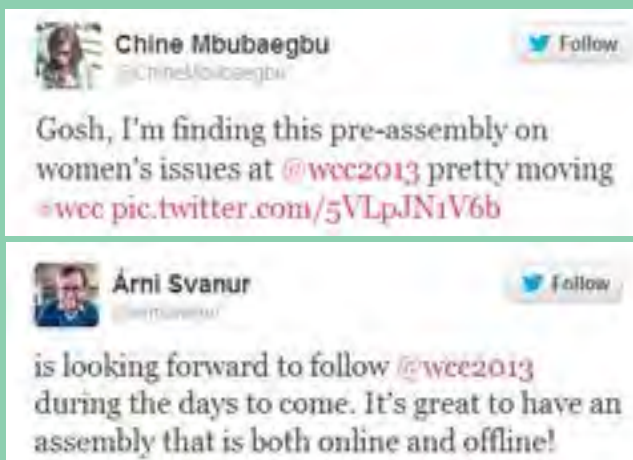 Chine Mbubaegbu
Follow
@ChineMbubaegbu
Gosh, I'm finding this pre-assembly on
women's issues at @wcc2013 pretty moving
#wcc pic.twitter.com/5VLpJN1V6b
Árni Svanur
Follow
is looking forward to follow @wcc2013
during the days to come. It's great to have an
assembly that is both online and offline!